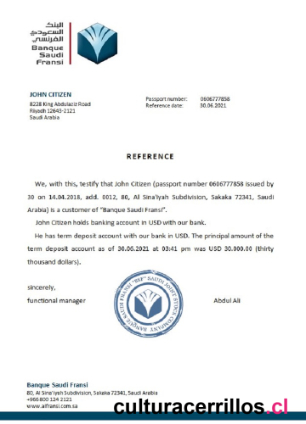 البنك
السعودي
الفرنسي
Banque
Saudi
Fransi
JOHN CITIZEN
8228 King Abdulaziz Road
Riyadh 12643-2121
Saudi Arabia
Passport number: 0606777858
Reference date: 30.06.2021
REFERENCE
We, with this, testify that John Citizen (passport number 0606777858 issued by
30 on 14.04.2018, add. 8012, 80, Al Sina'iyah Subdivision, Sakaka 72341, Saudi
Arabia) is a customer of "Banque Saudi Fransi".
John Citizen holds banking account in USD with our bank.
He has term deposit account with our bank in USD. The principal amount of the
term deposit account as of 30.06.2021 at 03:41 pm was USD 30,000.00 (thirty
thousand dollars).
sincerely,
functional manager
Abdul Ali
Banque Saudi Fransi
80, Al Sina'iyah Subdivision, Sakaka 72341, Saudi Arabia
+966 800 124 2121
www.alfransi.com.sa
culturacerrillos.cl